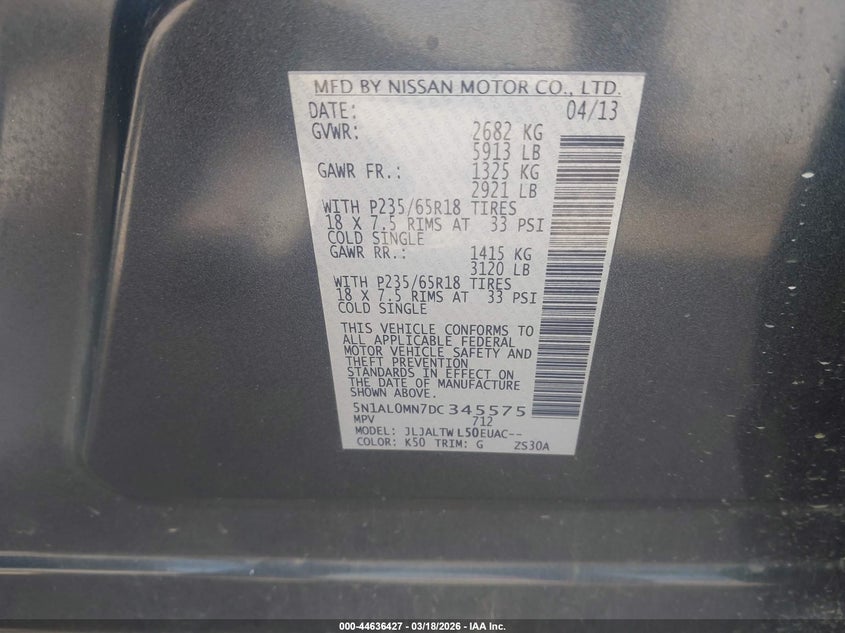 MFD BY NISSAN MOTOR CO., LTD.
DATE: 04/13
GVWR: 2682 KG
5913 LB
GAWR FR.: 1325 KG
2921 LB
WITH P235/65R18 TIRES
18 X 7.5 RIMS AT 33 PSI
COLD SINGLE
GAWR RR.: 1415 KG
3120 LB
WITH P235/65R18 TIRES
18 X 7.5 RIMS AT 33 PSI
COLD SINGLE
THIS VEHICLE CONFORMS TO
ALL APPLICABLE FEDERAL
MOTOR VEHICLE SAFETY AND
THEFT PREVENTION
STANDARDS IN EFFECT ON
THE DATE OF MANUFACTURE
SHOWN ABOVE.
5N1AL0MN7DC345575
MPV 712
MODEL: JLJALTWL50EUAC--
COLOR: K50 TRIM: G ZS30A
000-44636427 — 03/18/2026 — IAA Inc.